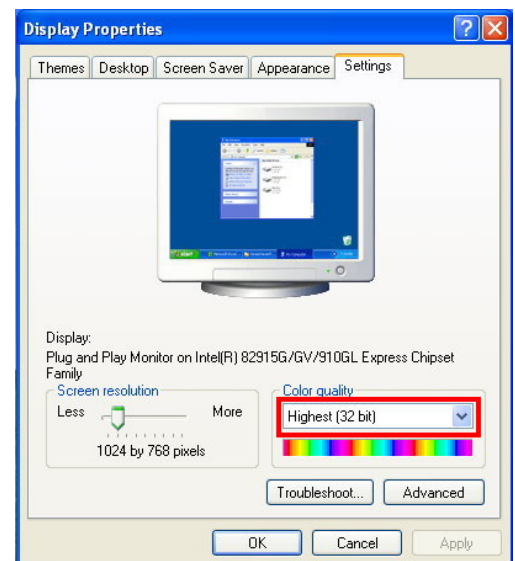 Display Properties
Themes Desktop Screen Saver Appearance Settings
Display:
Plug and Play Monitor on Intel(R) 82915G/GV/910GL Express Chipset
Family
Screen resolution
Less More
1024 by 768 pixels
Color quality
Highest (32 bit)
Troubleshoot... Advanced
OK Cancel Apply